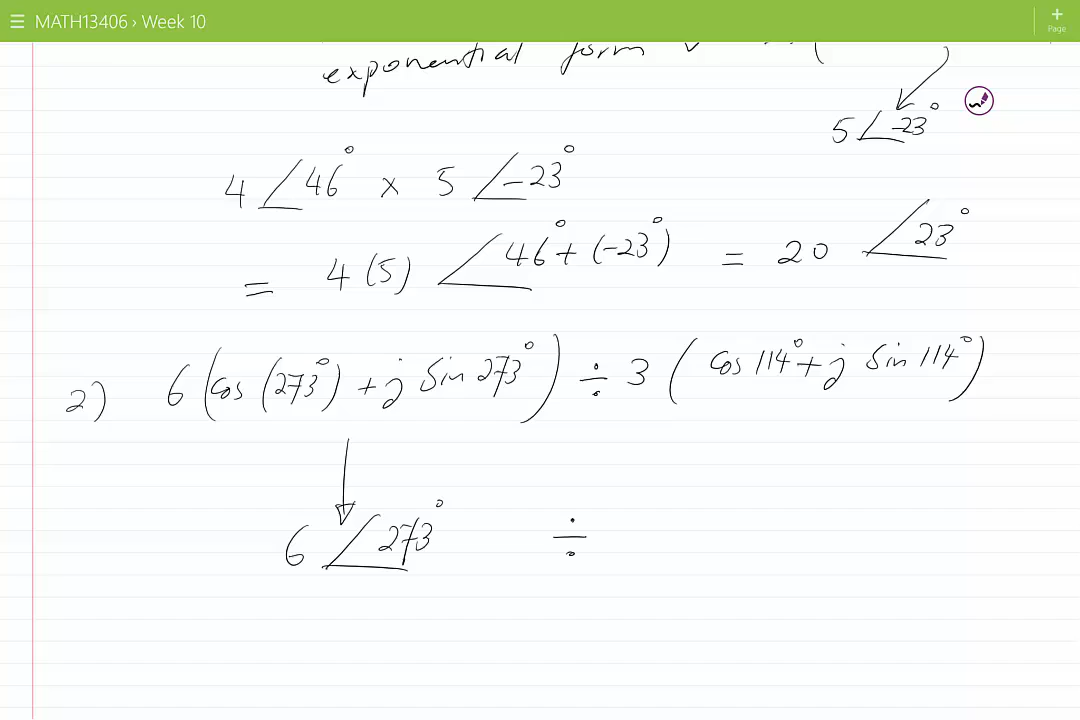 MATH13406 › Week 10
Page
exponential form
5 ∠-23°
4 ∠46° × 5 ∠-23°
= 4(5) ∠46° + (-23°) = 20 ∠23°
2) 6 (cos (273°) + j Sin 273°) ÷ 3 (cos 114° + j Sin 114°)
6 ∠273° ÷